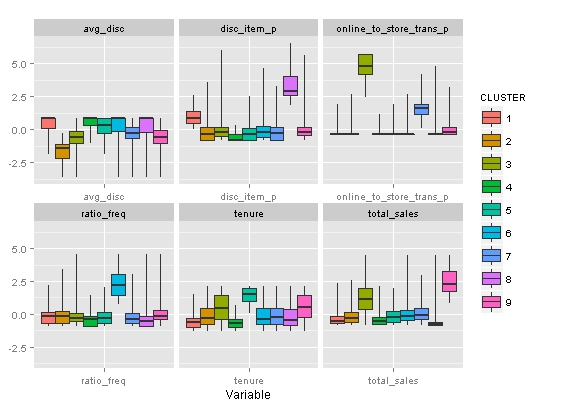 avg_disc disc_item_p online_to_store_trans_p
5.0
2.5
0.0
-2.5
avg_disc disc_item_p online_to_store_trans_p
ratio_freq tenure total_sales
5.0
2.5
0.0
-2.5
ratio_freq tenure total_sales
Variable
CLUSTER
1
2
3
4
5
6
7
8
9